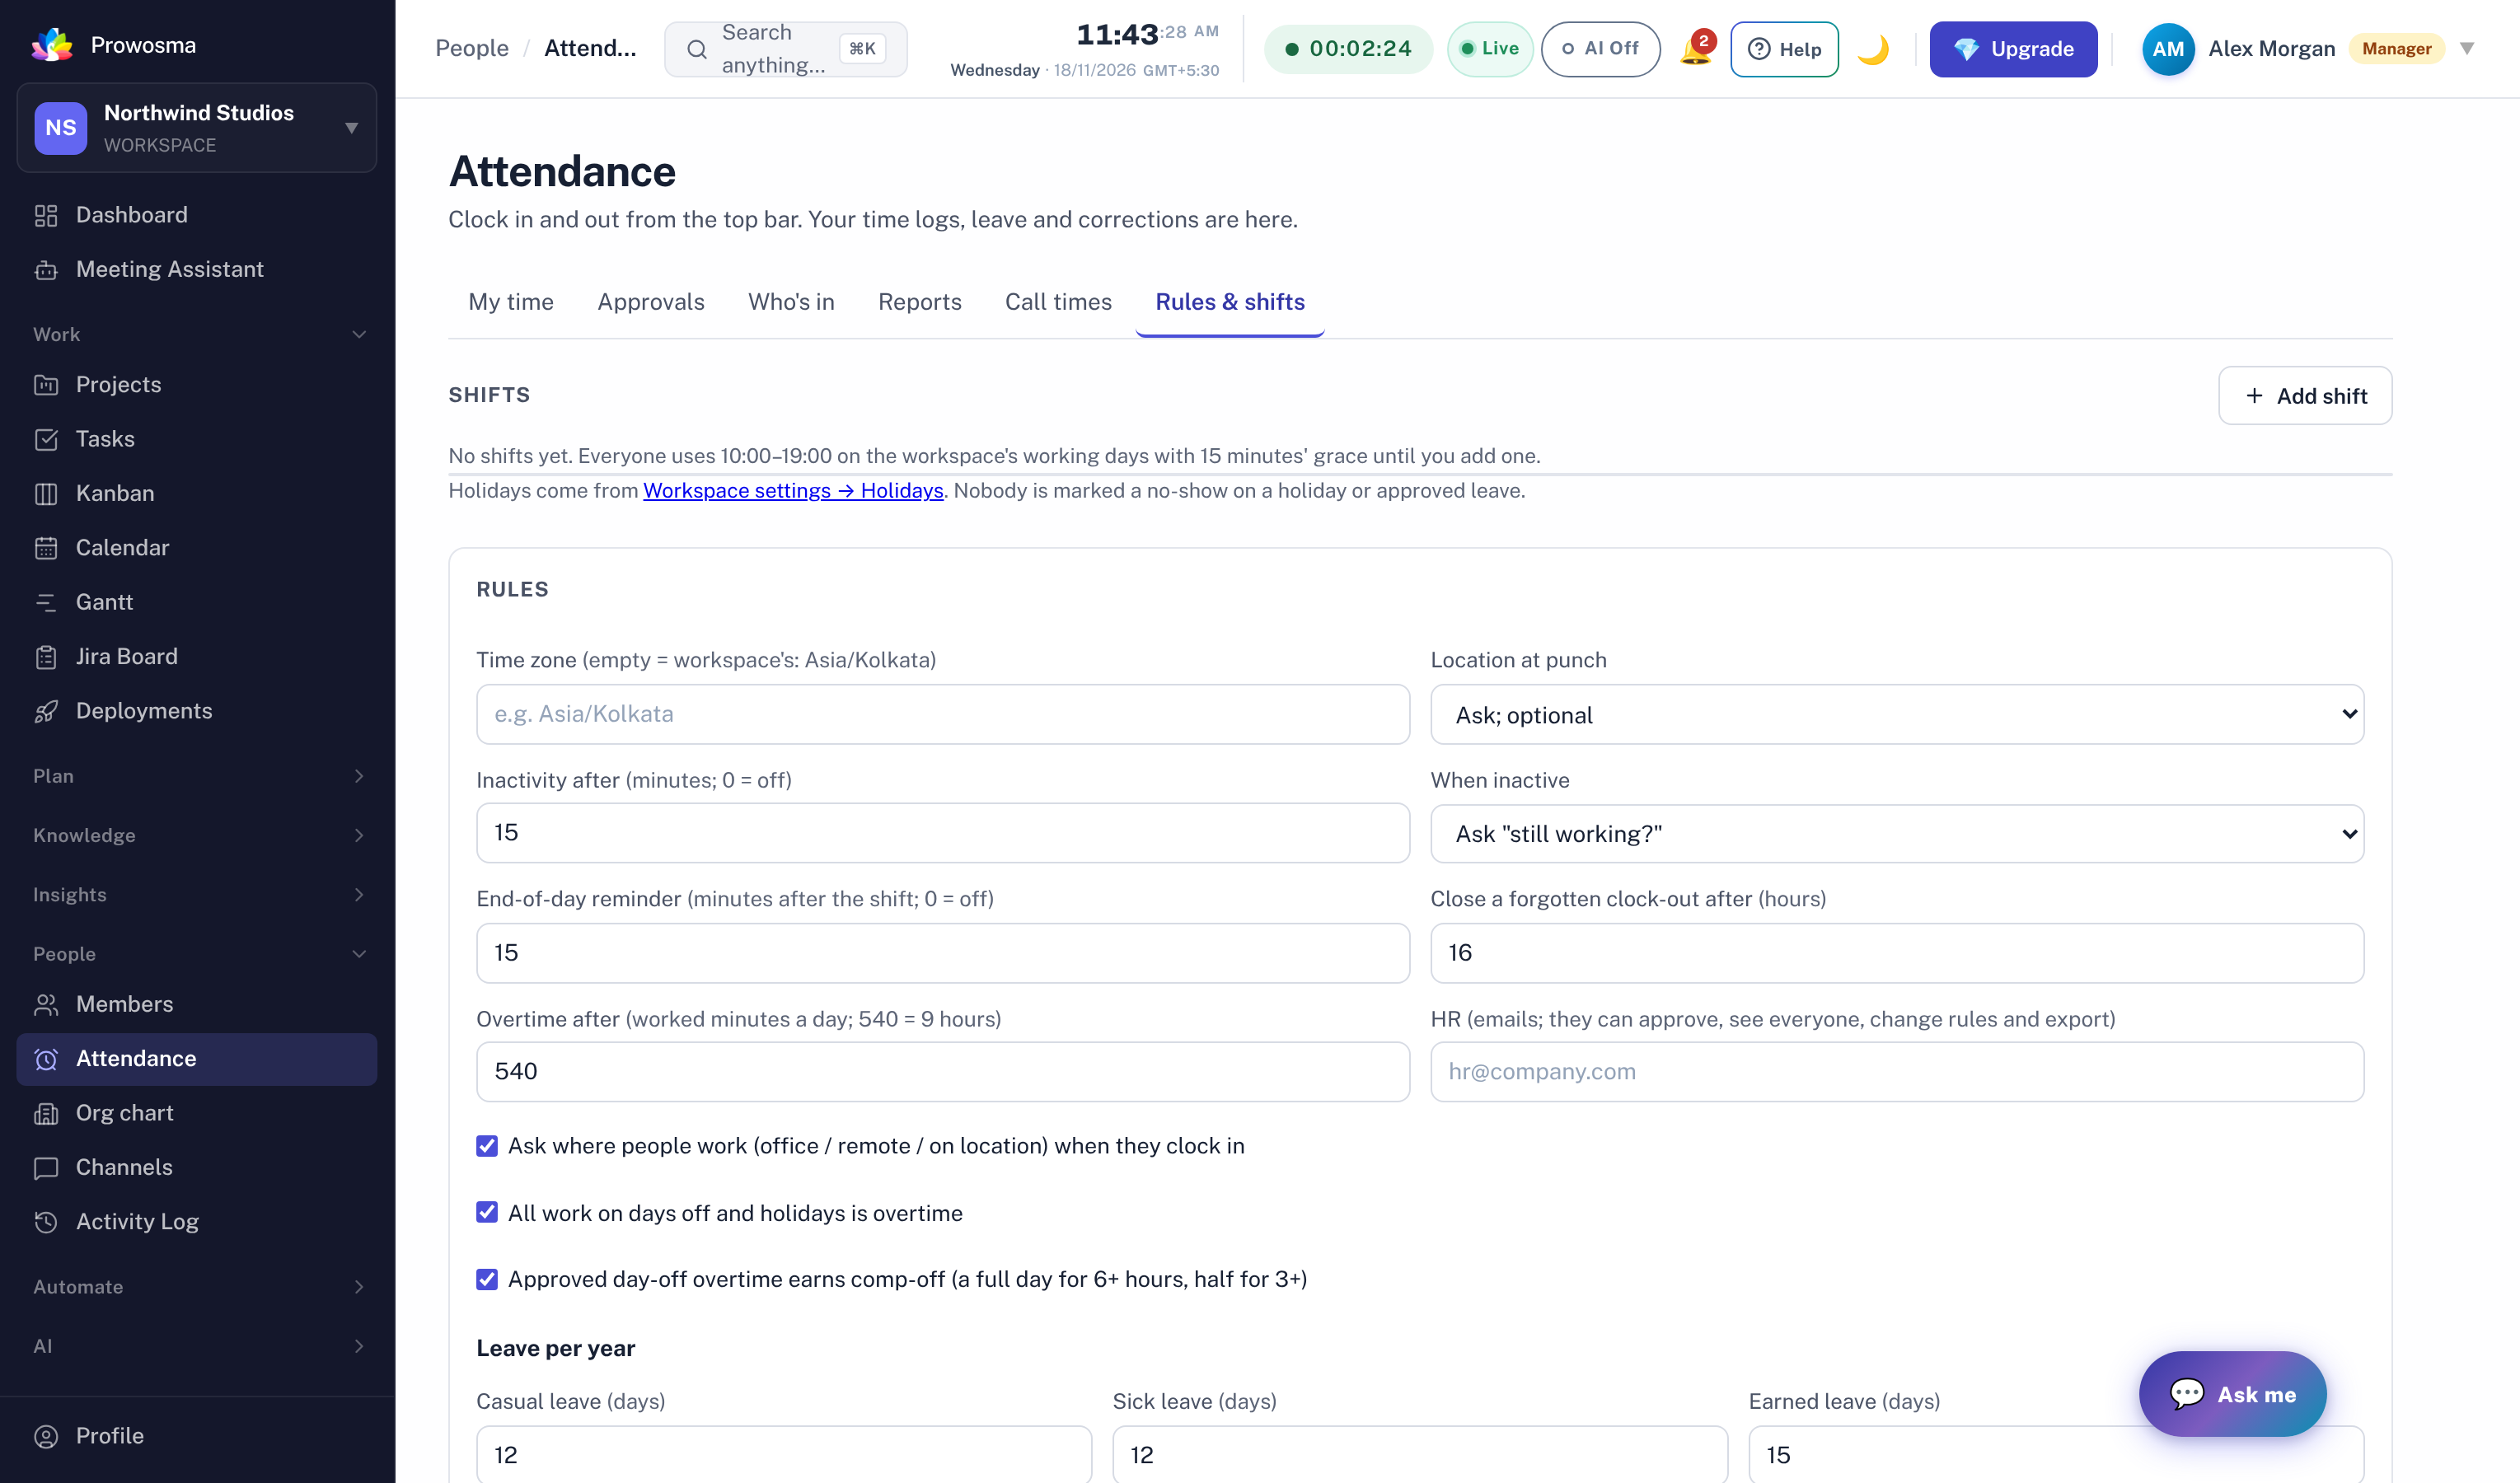 Prowosma
NS
Northwind Studios
WORKSPACE
Dashboard
Meeting Assistant
Work
Projects
Tasks
Kanban
Calendar
Gantt
Jira Board
Deployments
Plan
Knowledge
Insights
People
Members
Attendance
Org chart
Channels
Activity Log
Automate
AI
Profile
People / Attend...
Search anything...
⌘K
11:43:28 AM
Wednesday · 18/11/2026 GMT+5:30
00:02:24
Live
AI Off
2
Help
Upgrade
AM
Alex Morgan
Manager
Attendance
Clock in and out from the top bar. Your time logs, leave and corrections are here.
My time
Approvals
Who's in
Reports
Call times
Rules & shifts
SHIFTS
+ Add shift
No shifts yet. Everyone uses 10:00–19:00 on the workspace's working days with 15 minutes' grace until you add one.
Holidays come from Workspace settings → Holidays. Nobody is marked a no-show on a holiday or approved leave.
RULES
Time zone (empty = workspace's: Asia/Kolkata)
e.g. Asia/Kolkata
Location at punch
Ask; optional
Inactivity after (minutes; 0 = off)
15
When inactive
Ask "still working?"
End-of-day reminder (minutes after the shift; 0 = off)
15
Close a forgotten clock-out after (hours)
16
Overtime after (worked minutes a day; 540 = 9 hours)
540
HR (emails; they can approve, see everyone, change rules and export)
hr@company.com
Ask where people work (office / remote / on location) when they clock in
All work on days off and holidays is overtime
Approved day-off overtime earns comp-off (a full day for 6+ hours, half for 3+)
Leave per year
Casual leave (days)
12
Sick leave (days)
12
Earned leave (days)
15
Ask me